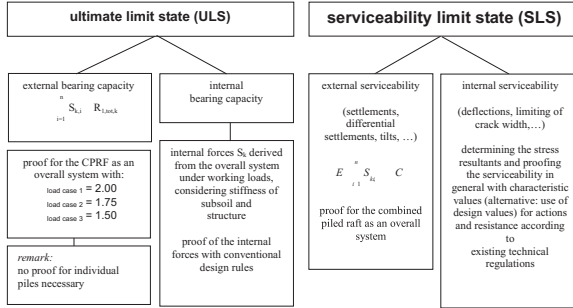 ultimate limit state (ULS)
external bearing capacity
n
S k,i R 1,tot,k
i=1
proof for the CPRF as an
overall system with:
load case 1 = 2.00
load case 2 = 1.75
load case 3 = 1.50
remark:
no proof for individual
piles necessary
internal
bearing capacity
internal forces Sk derived
from the overall system
under working loads,
considering stiffness of
subsoil and
structure
proof of the internal
forces with conventional
design rules
serviceability limit state (SLS)
external serviceability
(settlements,
differential
settlements, tilts, …)
n
E S k,i C
i 1
proof for the combined
piled raft as an overall
system
internal serviceability
(deflections, limiting of
crack width,…)
determining the stress
resultants and proofing
the serviceability in
general with characteristic
values (alternative: use of
design values) for actions
and resistance according
to
existing technical
regulations